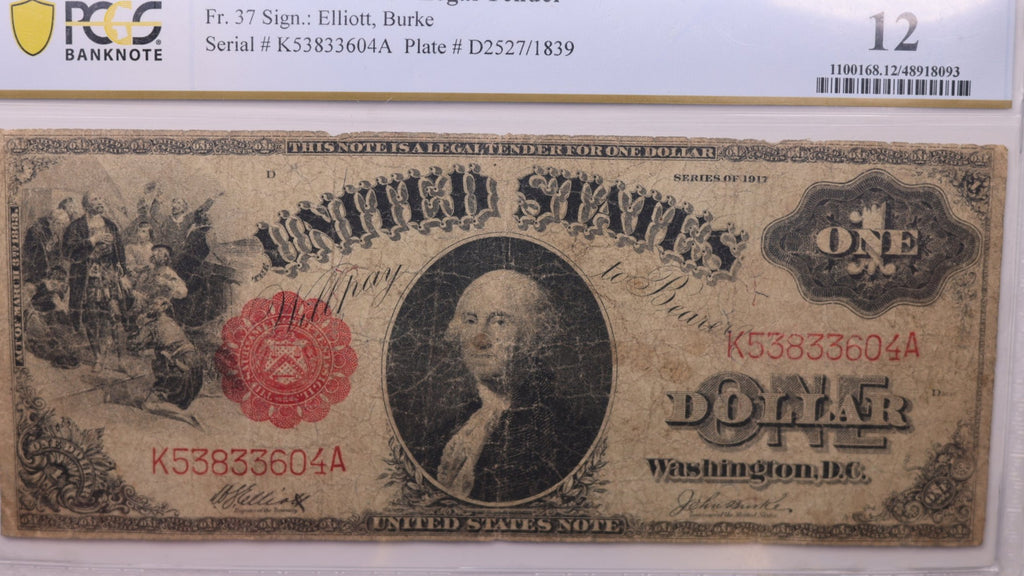 PCGS
BANKNOTE
Legal Tender
Fr. 37 Sign.: Elliott, Burke
Serial # K53833604A Plate # D2527/1839
12
1100168.12/48918093
THIS NOTE IS A LEGAL TENDER FOR ONE DOLLAR
D
SERIES OF 1917
UNITED STATES
ONE
Will pay to Bearer
K53833604A
ONE
DOLLAR
D
Washington, D.C.
K53833604A
UNITED STATES NOTE